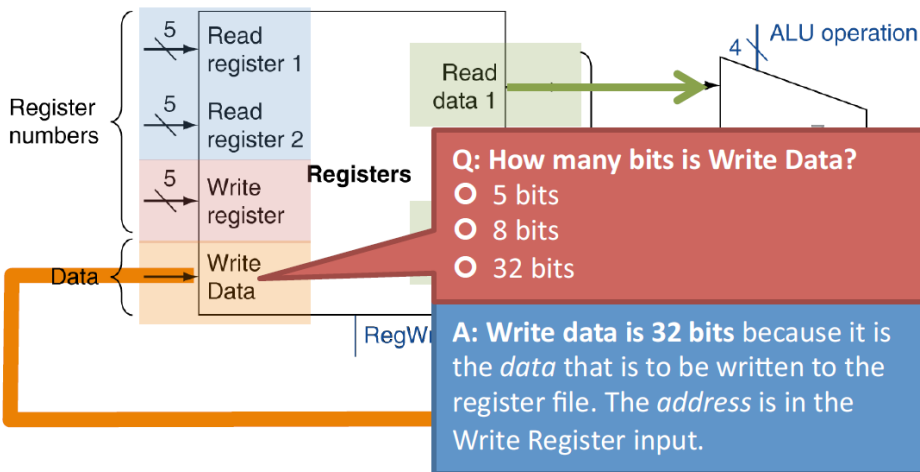 5
Read
register 1
5
Read
register 2
5
Write
register
Register
numbers
Data
Write
Data
Registers
Read
data 1
4
ALU operation
RegW
Q: How many bits is Write Data?
5 bits
8 bits
32 bits
A: Write data is 32 bits because it is
the data that is to be written to the
register file. The address is in the
Write Register input.